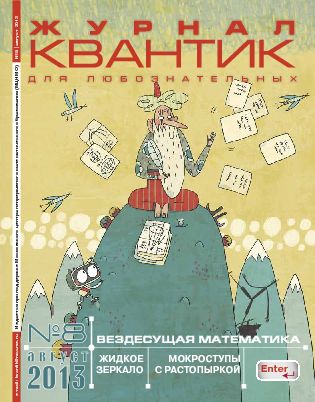 ЖУРНАЛ
КВАНТИК
ДЛЯ ЛЮБОЗНАТЕЛЬНЫХ
№8
август
2013
ВЕЗДЕСУЩАЯ МАТЕМАТИКА
ЖИДКОЕ
ЗЕРКАЛО
МОКРОСТУПЫ
С РАСТОПЫРКОЙ
Enter